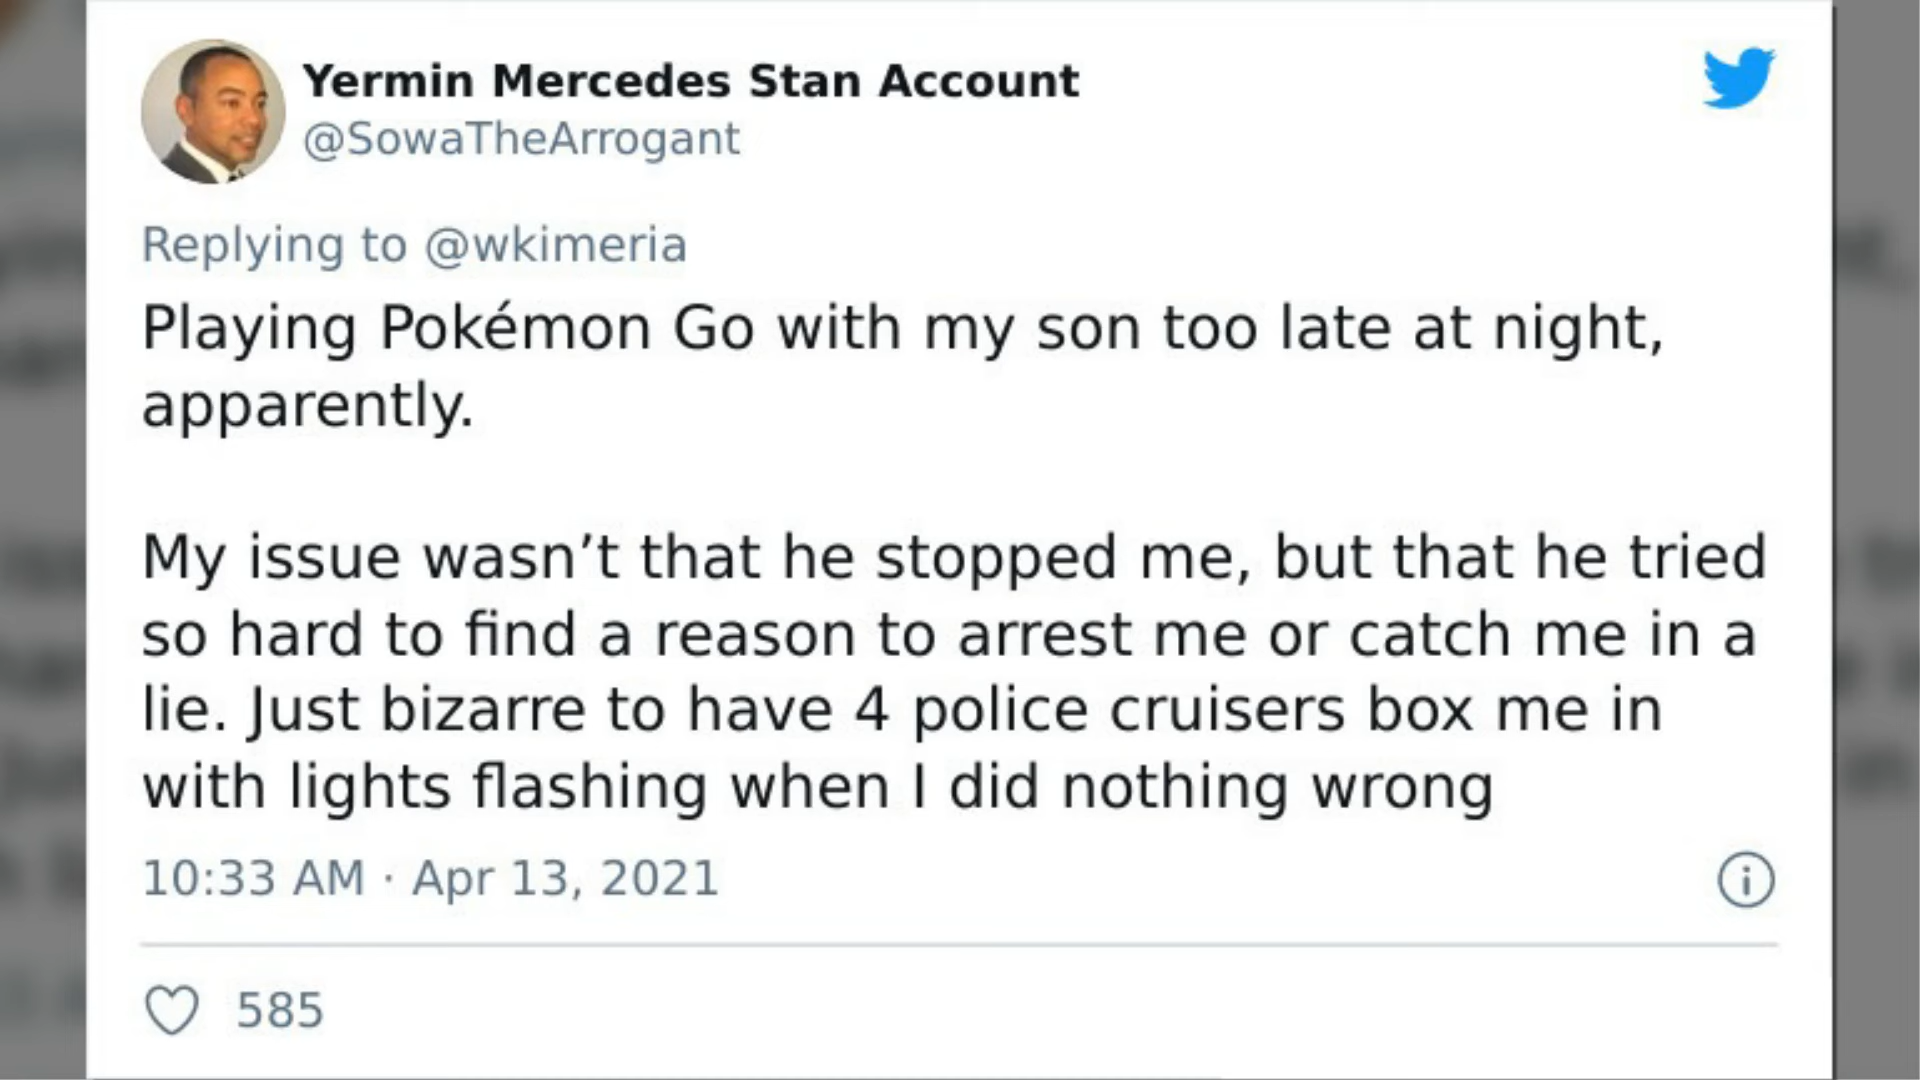 Yermin Mercedes Stan Account
@SowaTheArrogant
Replying to @wkimeria
Playing Pokémon Go with my son too late at night,
apparently.
My issue wasn’t that he stopped me, but that he tried
so hard to find a reason to arrest me or catch me in a
lie. Just bizarre to have 4 police cruisers box me in
with lights flashing when I did nothing wrong
10:33 AM · Apr 13, 2021
585